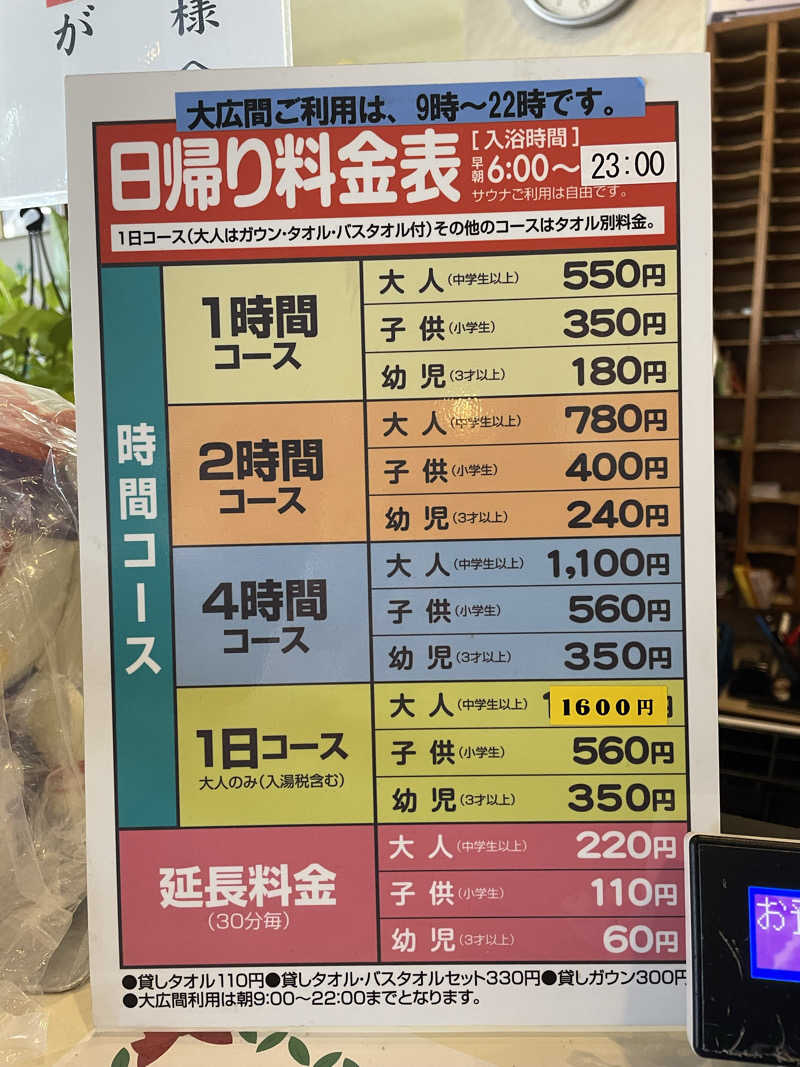 様
が
大広間ご利用は、9時～22時です。
日帰り料金表
[入浴時間]
早朝6:00～23:00
サウナご利用は自由です。
1日コース(大人はガウン・タオル・バスタオル付)その他のコースはタオル別料金。
時間コース
1時間
コース
大人(中学生以上) 550円
子供(小学生) 350円
幼児(3才以上) 180円
2時間
コース
大人(中学生以上) 780円
子供(小学生) 400円
幼児(3才以上) 240円
4時間
コース
大人(中学生以上) 1,100円
子供(小学生) 560円
幼児(3才以上) 350円
1日コース
大人のみ(入湯税含む)
大人(中学生以上) 1600円
子供(小学生) 560円
幼児(3才以上) 350円
延長料金
(30分毎)
大人(中学生以上) 220円
子供(小学生) 110円
幼児(3才以上) 60円
●貸しタオル110円●貸しタオル・バスタオルセット330円●貸しガウン300円
●大広間利用は朝9:00～22:00までとなります。
お